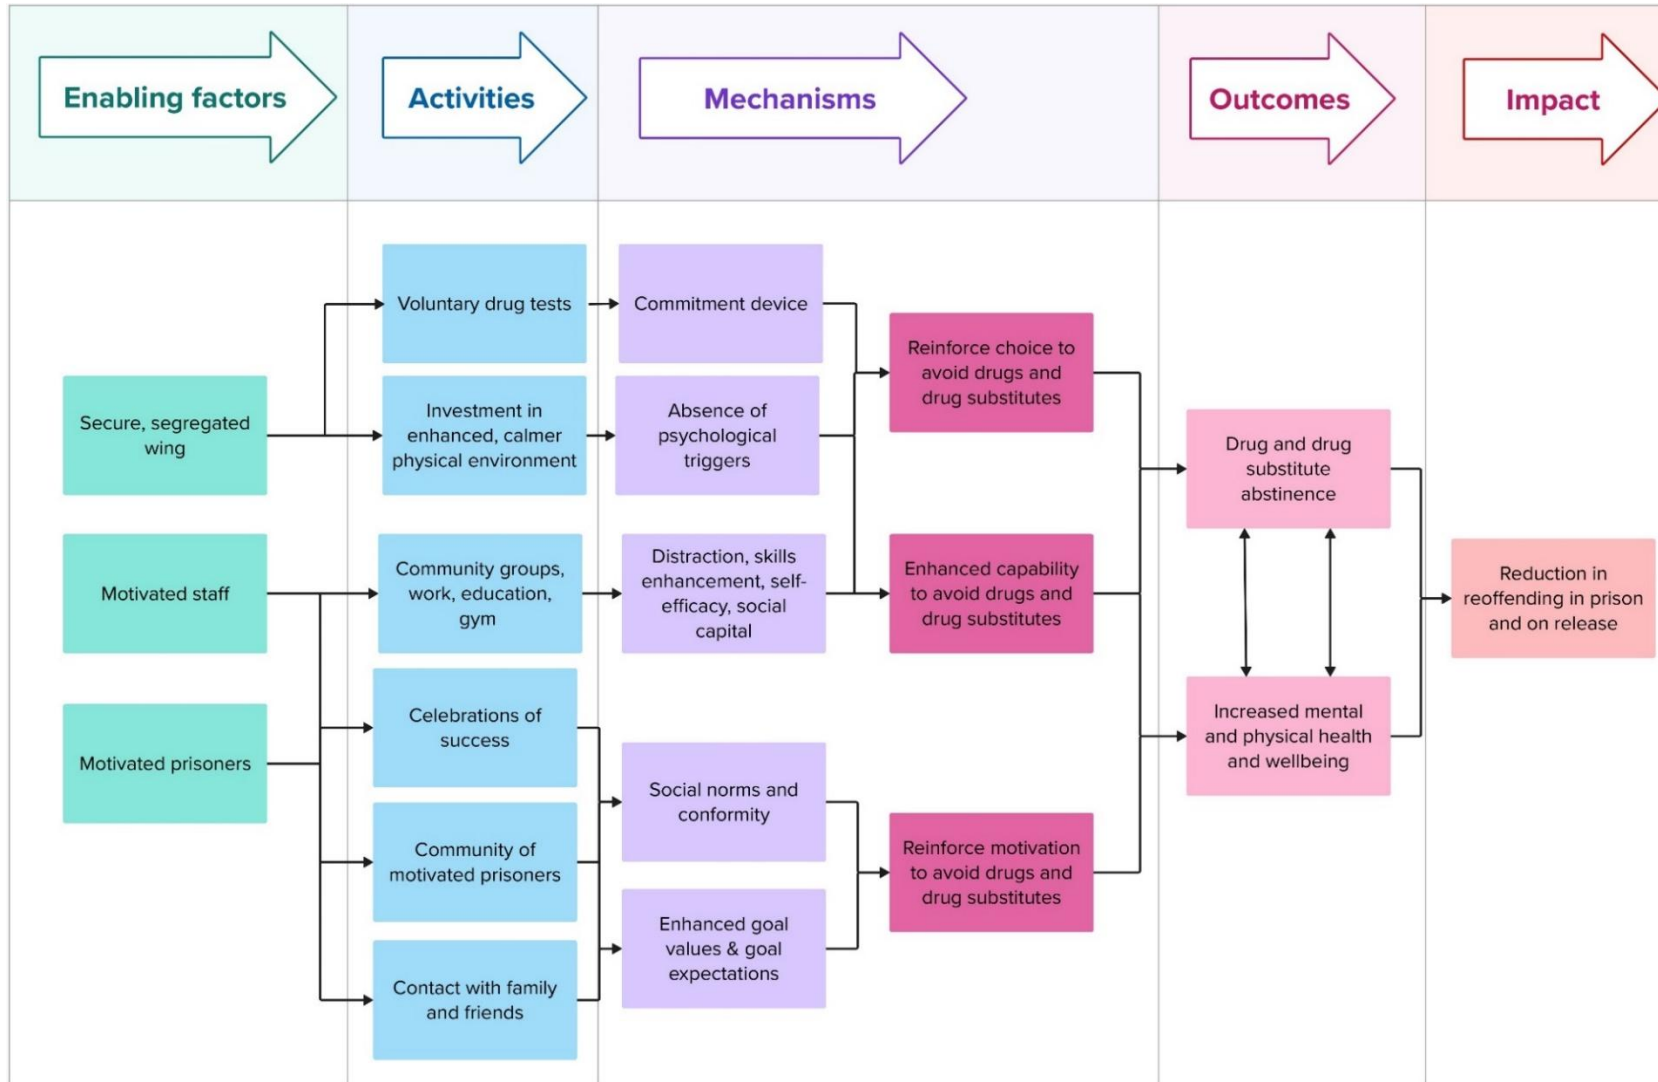 Enabling factors
Activities
Mechanisms
Outcomes
Impact
Secure, segregated
wing
Motivated staff
Motivated prisoners
Voluntary drug tests
Investment in
enhanced, calmer
physical environment
Community groups,
work, education,
gym
Celebrations of
success
Community of
motivated prisoners
Contact with family
and friends
Commitment device
Absence of
psychological
triggers
Distraction, skills
enhancement, self-
efficacy, social
capital
Social norms and
conformity
Enhanced goal
values & goal
expectations
Reinforce choice to
avoid drugs and
drug substitutes
Enhanced capability
to avoid drugs and
drug substitutes
Reinforce motivation
to avoid drugs and
drug substitutes
Drug and drug
substitute
abstinence
Increased mental
and physical health
and wellbeing
Reduction in
reoffending in prison
and on release